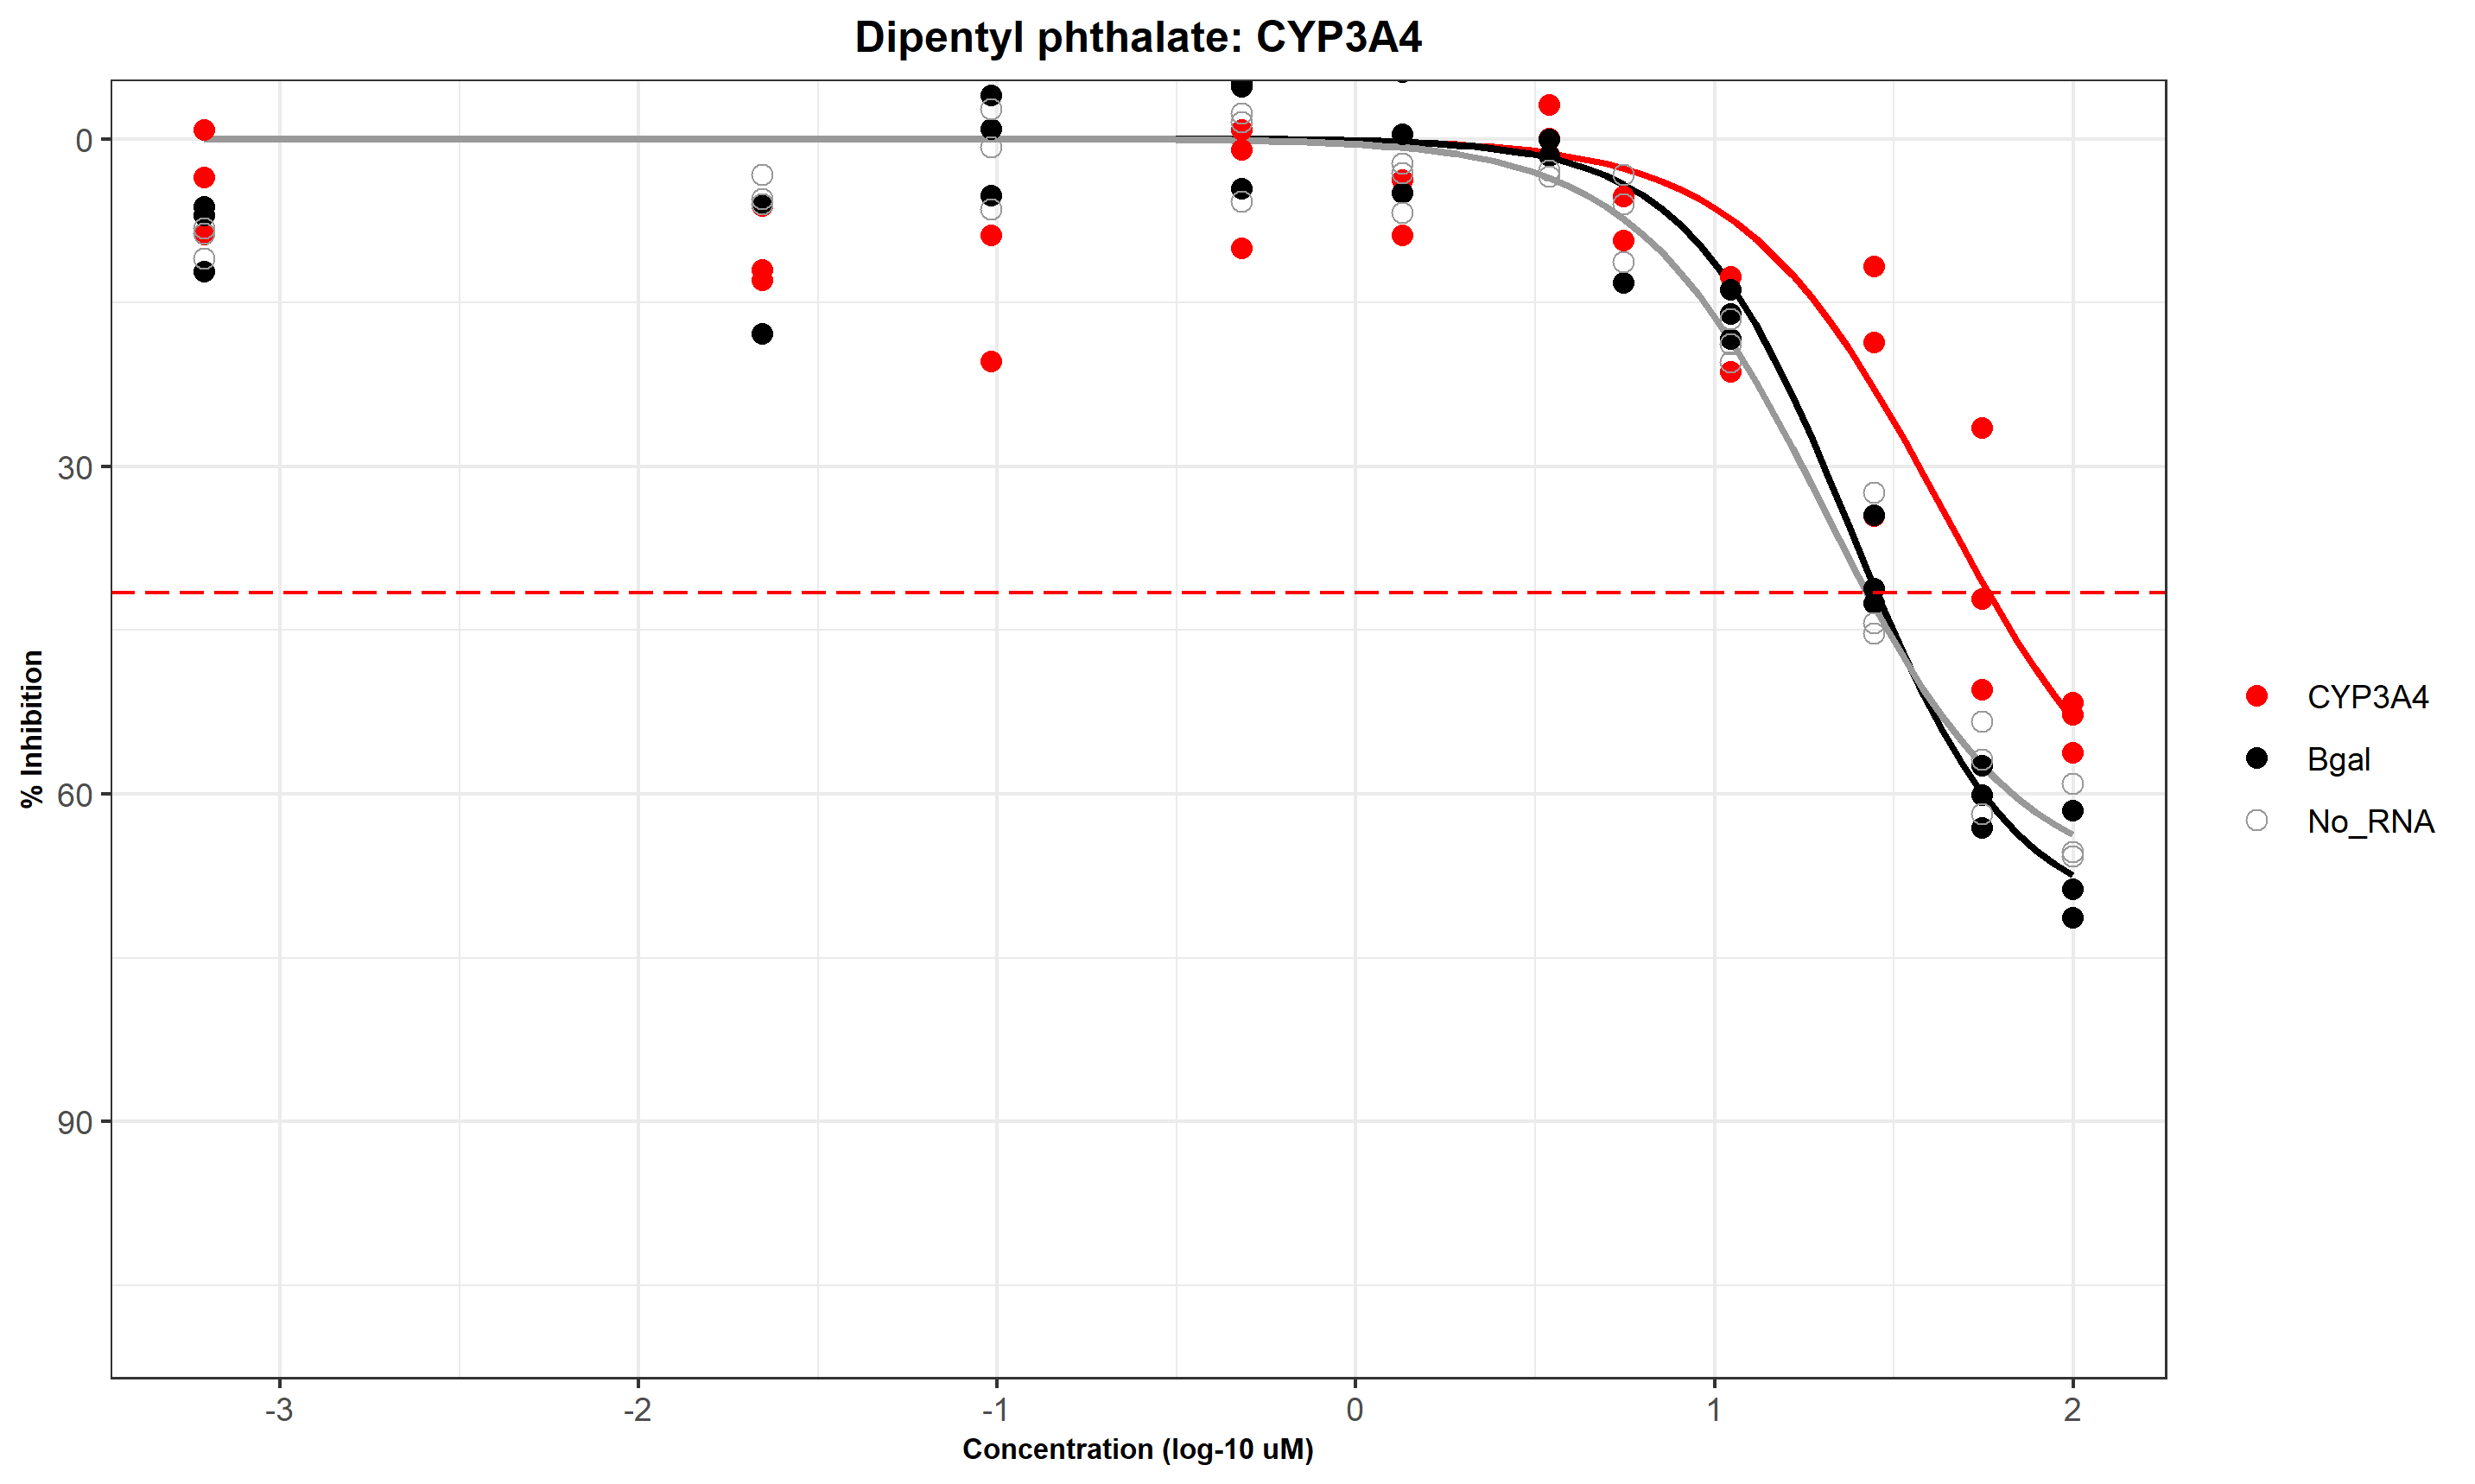 Dipentyl phthalate: CYP3A4
0
30
60
90
% Inhibition
-3
-2
-1
0
1
2
Concentration (log-10 uM)
CYP3A4
Bgal
No_RNA